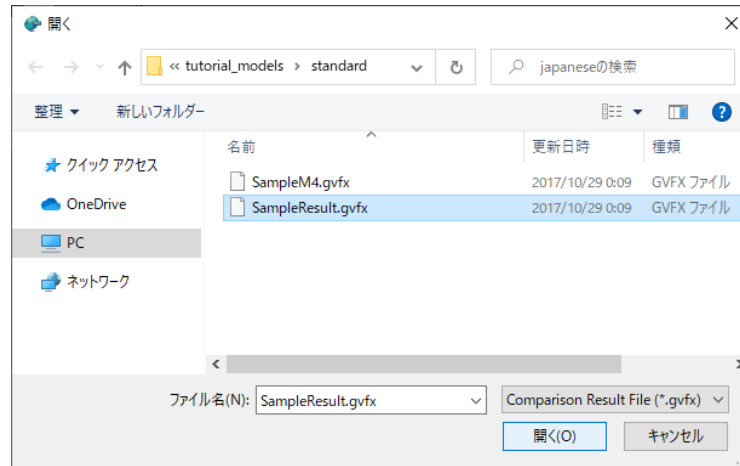 開く
« tutorial_models › standard
japaneseの検索
整理 新しいフォルダー
名前 更新日時 種類
クイック アクセス
SampleM4.gvfx 2017/10/29 0:09 GVFX ファイル
SampleResult.gvfx 2017/10/29 0:09 GVFX ファイル
OneDrive
PC
ネットワーク
ファイル名(N): SampleResult.gvfx Comparison Result File (*.gvfx)
開く(O) キャンセル